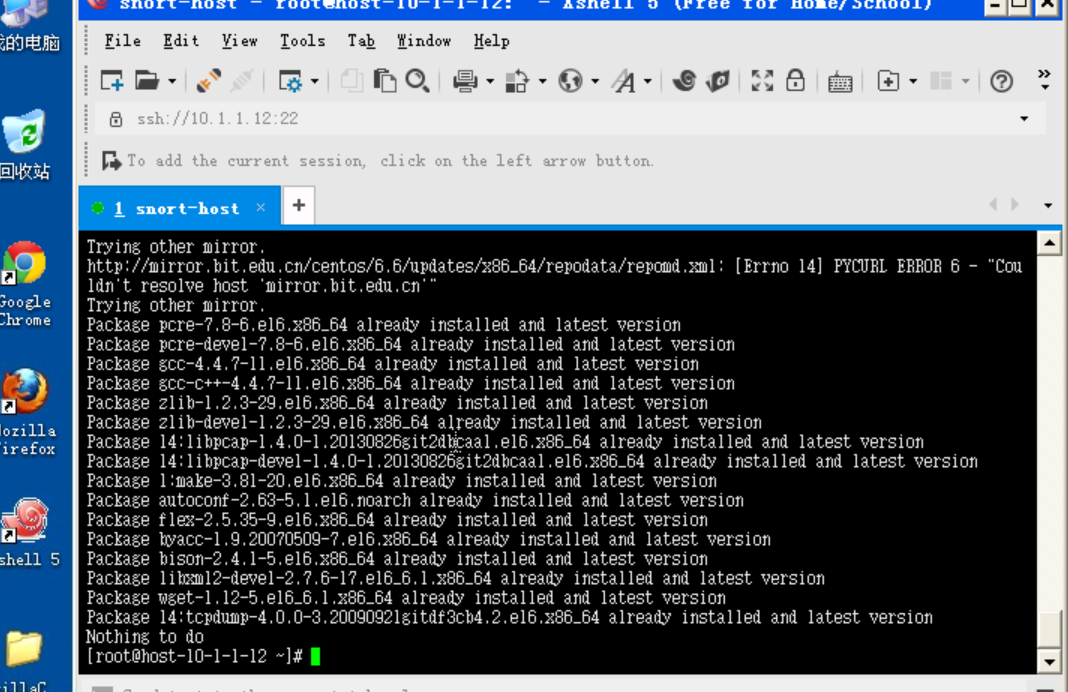 snort-host - root@host-10-1-1-12: ~ - Xshell 5 (Free for Home/School)
的电脑
File Edit View Tools Tab Window Help
ssh://10.1.1.12:22
To add the current session, click on the left arrow button.
回收站
1 snort-host × +
Trying other mirror.
http://mirror.bit.edu.cn/centos/6.6/updates/x86_64/repodata/repomd.xml: [Errno 14] PYCURL ERROR 6 - "Cou
ldn't resolve host 'mirror.bit.edu.cn'"
Trying other mirror.
Package pcre-7.8-6.el6.x86_64 already installed and latest version
Package pcre-devel-7.8-6.el6.x86_64 already installed and latest version
Package gcc-4.4.7-11.el6.x86_64 already installed and latest version
Package gcc-c++-4.4.7-11.el6.x86_64 already installed and latest version
Package zlib-1.2.3-29.el6.x86_64 already installed and latest version
Package zlib-devel-1.2.3-29.el6.x86_64 already installed and latest version
Package 14:libpcap-1.4.0-1.20130826git2dbcaa1.el6.x86_64 already installed and latest version
Package 14:libpcap-devel-1.4.0-1.20130826git2dbcaa1.el6.x86_64 already installed and latest version
Package 1:make-3.81-20.el6.x86_64 already installed and latest version
Package autoconf-2.63-5.1.el6.noarch already installed and latest version
Package flex-2.5.35-9.el6.x86_64 already installed and latest version
Package byacc-1.9.20070509-7.el6.x86_64 already installed and latest version
Package bison-2.4.1-5.el6.x86_64 already installed and latest version
Package libxml2-devel-2.7.6-17.el6_6.1.x86_64 already installed and latest version
Package wget-1.12-5.el6_6.1.x86_64 already installed and latest version
Package 14:tcpdump-4.0.0-3.20090921gitdf3cb4.2.el6.x86_64 already installed and latest version
Nothing to do
[root@host-10-1-1-12 ~]#
Google
Chrome
ozilla
irefox
shell 5